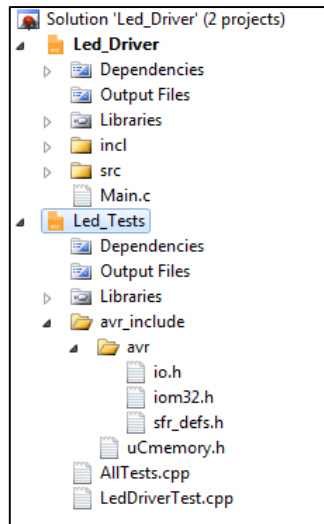 Solution 'Led_Driver' (2 projects)
Led_Driver
Dependencies
Output Files
Libraries
incl
src
Main.c
Led_Tests
Dependencies
Output Files
Libraries
avr_include
avr
io.h
iom32.h
sfr_defs.h
uCmemory.h
AllTests.cpp
LedDriverTest.cpp